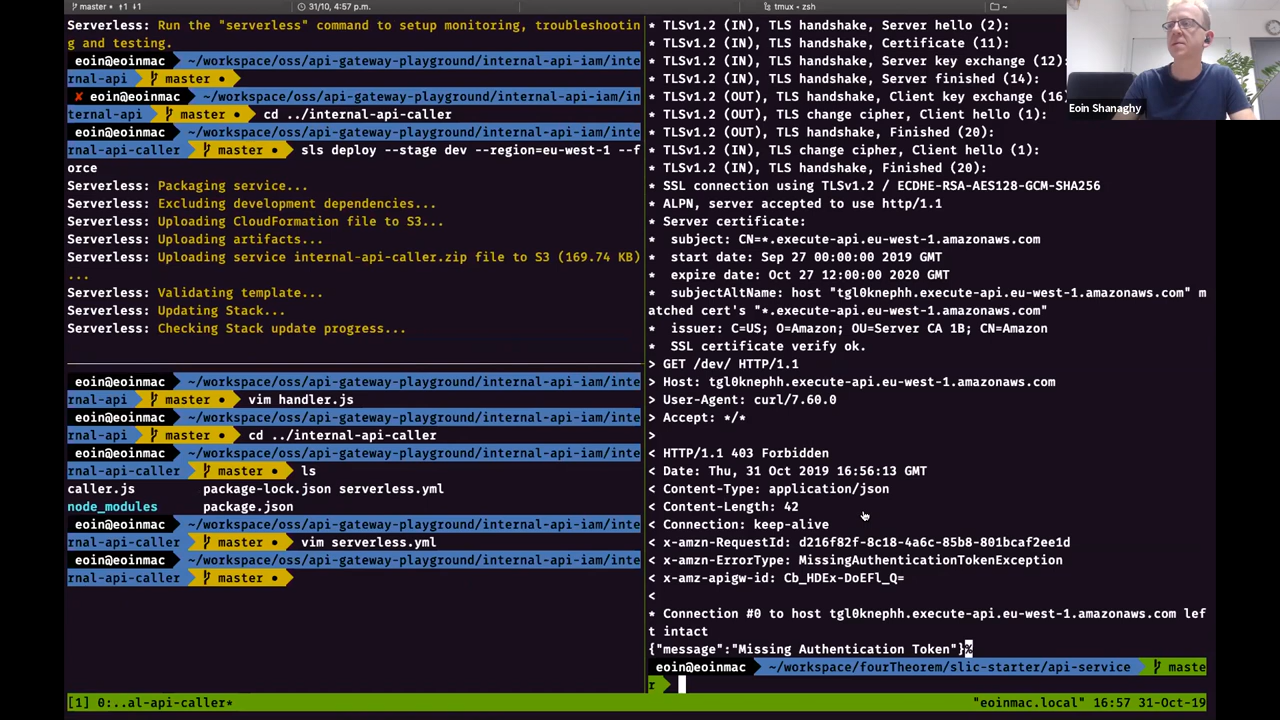 master • ↑1 ↓1
31/10, 4:57 p.m.
tmux • zsh
~
Serverless: Run the "serverless" command to setup monitoring, troubleshootin
g and testing.
eoin@eoinmac ~/workspace/oss/api-gateway-playground/internal-api-iam/inte
rnal-api master •
✘ eoin@eoinmac ~/workspace/oss/api-gateway-playground/internal-api-iam/in
ternal-api master • cd ../internal-api-caller
eoin@eoinmac ~/workspace/oss/api-gateway-playground/internal-api-iam/inte
rnal-api-caller master • sls deploy --stage dev --region=eu-west-1 --f
orce
Serverless: Packaging service...
Serverless: Excluding development dependencies...
Serverless: Uploading CloudFormation file to S3...
Serverless: Uploading artifacts...
Serverless: Uploading service internal-api-caller.zip file to S3 (169.74 KB)
...
Serverless: Validating template...
Serverless: Updating Stack...
Serverless: Checking Stack update progress...
eoin@eoinmac ~/workspace/oss/api-gateway-playground/internal-api-iam/inte
rnal-api master • vim handler.js
eoin@eoinmac ~/workspace/oss/api-gateway-playground/internal-api-iam/inte
rnal-api master • cd ../internal-api-caller
eoin@eoinmac ~/workspace/oss/api-gateway-playground/internal-api-iam/inte
rnal-api-caller master • ls
caller.js package-lock.json serverless.yml
node_modules package.json
eoin@eoinmac ~/workspace/oss/api-gateway-playground/internal-api-iam/inte
rnal-api-caller master • vim serverless.yml
eoin@eoinmac ~/workspace/oss/api-gateway-playground/internal-api-iam/inte
rnal-api-caller master •
* TLSv1.2 (IN), TLS handshake, Server hello (2):
* TLSv1.2 (IN), TLS handshake, Certificate (11):
* TLSv1.2 (IN), TLS handshake, Server key exchange (12):
* TLSv1.2 (IN), TLS handshake, Server finished (14):
* TLSv1.2 (OUT), TLS handshake, Client key exchange (16)
* TLSv1.2 (OUT), TLS change cipher, Client hello (1):
* TLSv1.2 (OUT), TLS handshake, Finished (20):
* TLSv1.2 (IN), TLS change cipher, Client hello (1):
* TLSv1.2 (IN), TLS handshake, Finished (20):
* SSL connection using TLSv1.2 / ECDHE-RSA-AES128-GCM-SHA256
* ALPN, server accepted to use http/1.1
* Server certificate:
* subject: CN=*.execute-api.eu-west-1.amazonaws.com
* start date: Sep 27 00:00:00 2019 GMT
* expire date: Oct 27 12:00:00 2020 GMT
* subjectAltName: host "tgl0knephh.execute-api.eu-west-1.amazonaws.com" m
atched cert's "*.execute-api.eu-west-1.amazonaws.com"
* issuer: C=US; O=Amazon; OU=Server CA 1B; CN=Amazon
* SSL certificate verify ok.
> GET /dev/ HTTP/1.1
> Host: tgl0knephh.execute-api.eu-west-1.amazonaws.com
> User-Agent: curl/7.60.0
> Accept: */*
>
< HTTP/1.1 403 Forbidden
< Date: Thu, 31 Oct 2019 16:56:13 GMT
< Content-Type: application/json
< Content-Length: 42
< Connection: keep-alive
< x-amzn-RequestId: d216f82f-8c18-4a6c-85b8-801bcaf2ee1d
< x-amzn-ErrorType: MissingAuthenticationTokenException
< x-amz-apigw-id: Cb_HDEx-DoEFl_Q=
<
* Connection #0 to host tgl0knephh.execute-api.eu-west-1.amazonaws.com lef
t intact
{"message":"Missing Authentication Token"}%
eoin@eoinmac ~/workspace/fourTheorem/slic-starter/api-service maste
r
Eoin Shanaghy
[1] 0:..al-api-caller* "eoinmac.local" 16:57 31-Oct-19